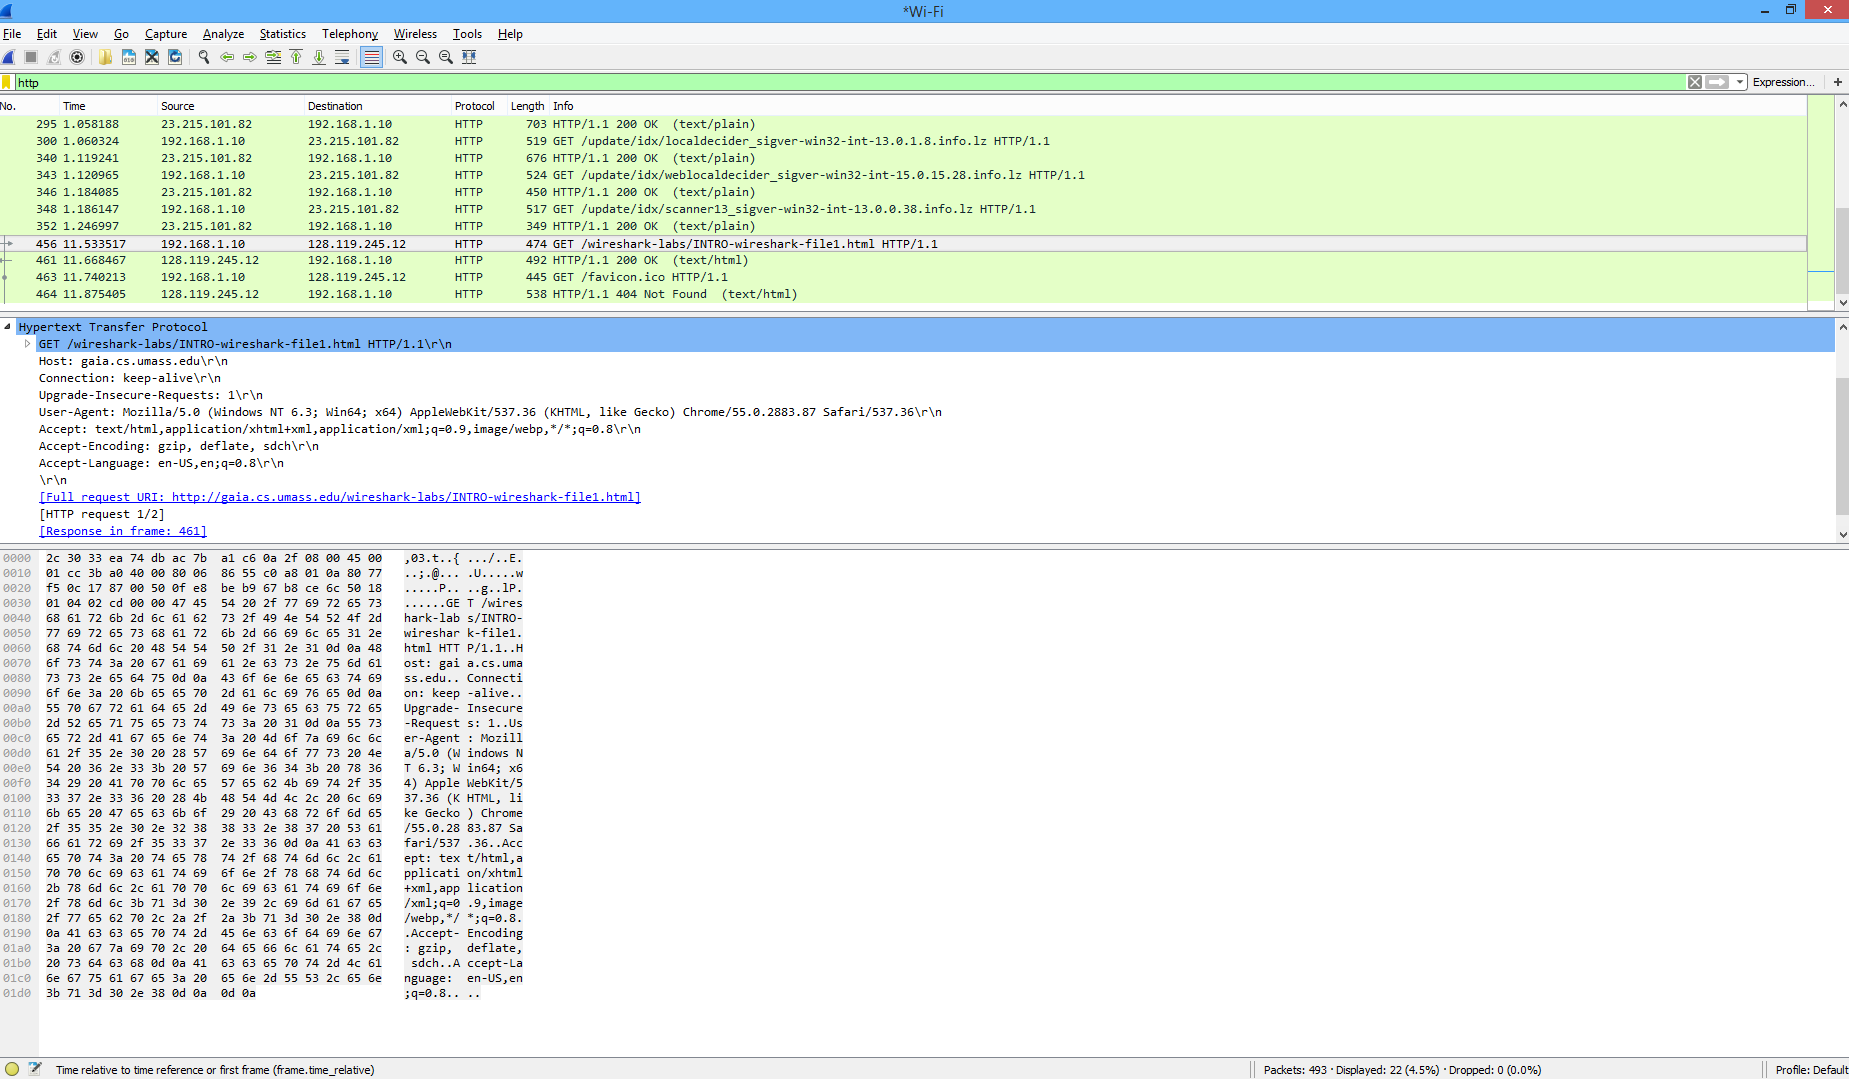 *Wi-Fi
File Edit View Go Capture Analyze Statistics Telephony Wireless Tools Help
http Expression... +
No. Time Source Destination Protocol Length Info
295 1.058188 23.215.101.82 192.168.1.10 HTTP 703 HTTP/1.1 200 OK (text/plain)
300 1.060324 192.168.1.10 23.215.101.82 HTTP 519 GET /update/idx/localdecider_sigver-win32-int-13.0.1.8.info.lz HTTP/1.1
340 1.119241 23.215.101.82 192.168.1.10 HTTP 676 HTTP/1.1 200 OK (text/plain)
343 1.120965 192.168.1.10 23.215.101.82 HTTP 524 GET /update/idx/weblocaldecider_sigver-win32-int-15.0.15.28.info.lz HTTP/1.1
346 1.184085 23.215.101.82 192.168.1.10 HTTP 450 HTTP/1.1 200 OK (text/plain)
348 1.186147 192.168.1.10 23.215.101.82 HTTP 517 GET /update/idx/scanner13_sigver-win32-int-13.0.0.38.info.lz HTTP/1.1
352 1.246997 23.215.101.82 192.168.1.10 HTTP 349 HTTP/1.1 200 OK (text/plain)
456 11.533517 192.168.1.10 128.119.245.12 HTTP 474 GET /wireshark-labs/INTRO-wireshark-file1.html HTTP/1.1
461 11.668467 128.119.245.12 192.168.1.10 HTTP 492 HTTP/1.1 200 OK (text/html)
463 11.740213 192.168.1.10 128.119.245.12 HTTP 445 GET /favicon.ico HTTP/1.1
464 11.875405 128.119.245.12 192.168.1.10 HTTP 538 HTTP/1.1 404 Not Found (text/html)
Hypertext Transfer Protocol
GET /wireshark-labs/INTRO-wireshark-file1.html HTTP/1.1\r\n
Host: gaia.cs.umass.edu\r\n
Connection: keep-alive\r\n
Upgrade-Insecure-Requests: 1\r\n
User-Agent: Mozilla/5.0 (Windows NT 6.3; Win64; x64) AppleWebKit/537.36 (KHTML, like Gecko) Chrome/55.0.2883.87 Safari/537.36\r\n
Accept: text/html,application/xhtml+xml,application/xml;q=0.9,image/webp,*/*;q=0.8\r\n
Accept-Encoding: gzip, deflate, sdch\r\n
Accept-Language: en-US,en;q=0.8\r\n
\r\n
[Full request URI: http://gaia.cs.umass.edu/wireshark-labs/INTRO-wireshark-file1.html]
[HTTP request 1/2]
[Response in frame: 461]
0000 2c 30 33 ea 74 db ac 7b a1 c6 0a 2f 08 00 45 00 ,03.t..{ .../..E.
0010 01 cc 3b a0 40 00 80 06 86 55 c0 a8 01 0a 80 77 ..;.@... .U.....w
0020 f5 0c 17 87 00 50 0f e8 be b9 67 b8 ce 6c 50 18 .....P.. ..g..lP.
0030 01 04 02 cd 00 00 47 45 54 20 2f 77 69 72 65 73 ......GE T /wires
0040 68 61 72 6b 2d 6c 61 62 73 2f 49 4e 54 52 4f 2d hark-lab s/INTRO-
0050 77 69 72 65 73 68 61 72 6b 2d 66 69 6c 65 31 2e wireshar k-file1.
0060 68 74 6d 6c 20 48 54 54 50 2f 31 2e 31 0d 0a 48 html HTT P/1.1..H
0070 6f 73 74 3a 20 67 61 69 61 2e 63 73 2e 75 6d 61 ost: gai a.cs.uma
0080 73 73 2e 65 64 75 0d 0a 43 6f 6e 6e 65 63 74 69 ss.edu.. Connecti
0090 6f 6e 3a 20 6b 65 65 70 2d 61 6c 69 76 65 0d 0a on: keep -alive..
00a0 55 70 67 72 61 64 65 2d 49 6e 73 65 63 75 72 65 Upgrade- Insecure
00b0 2d 52 65 71 75 65 73 74 73 3a 20 31 0d 0a 55 73 -Request s: 1..Us
00c0 65 72 2d 41 67 65 6e 74 3a 20 4d 6f 7a 69 6c 6c er-Agent : Mozill
00d0 61 2f 35 2e 30 20 28 57 69 6e 64 6f 77 73 20 4e a/5.0 (W indows N
00e0 54 20 36 2e 33 3b 20 57 69 6e 36 34 3b 20 78 36 T 6.3; W in64; x6
00f0 34 29 20 41 70 70 6c 65 57 65 62 4b 69 74 2f 35 4) Apple WebKit/5
0100 33 37 2e 33 36 20 28 4b 48 54 4d 4c 2c 20 6c 69 37.36 (K HTML, li
0110 6b 65 20 47 65 63 6b 6f 29 20 43 68 72 6f 6d 65 ke Gecko ) Chrome
0120 2f 35 35 2e 30 2e 32 38 38 33 2e 38 37 20 53 61 /55.0.28 83.87 Sa
0130 66 61 72 69 2f 35 33 37 2e 33 36 0d 0a 41 63 63 fari/537 .36..Acc
0140 65 70 74 3a 20 74 65 78 74 2f 68 74 6d 6c 2c 61 ept: tex t/html,a
0150 70 70 6c 69 63 61 74 69 6f 6e 2f 78 68 74 6d 6c pplicati on/xhtml
0160 2b 78 6d 6c 2c 61 70 70 6c 69 63 61 74 69 6f 6e +xml,app lication
0170 2f 78 6d 6c 3b 71 3d 30 2e 39 2c 69 6d 61 67 65 /xml;q=0 .9,image
0180 2f 77 65 62 70 2c 2a 2f 2a 3b 71 3d 30 2e 38 0d /webp,*/ *;q=0.8.
0190 0a 41 63 63 65 70 74 2d 45 6e 63 6f 64 69 6e 67 .Accept- Encoding
01a0 3a 20 67 7a 69 70 2c 20 64 65 66 6c 61 74 65 2c : gzip, deflate,
01b0 20 73 64 63 68 0d 0a 41 63 63 65 70 74 2d 4c 61 sdch..A ccept-La
01c0 6e 67 75 61 67 65 3a 20 65 6e 2d 55 53 2c 65 6e nguage: en-US,en
01d0 3b 71 3d 30 2e 38 0d 0a 0d 0a ;q=0.8.. ..
Time relative to time reference or first frame (frame.time_relative) Packets: 493 · Displayed: 22 (4.5%) · Dropped: 0 (0.0%) Profile: Default